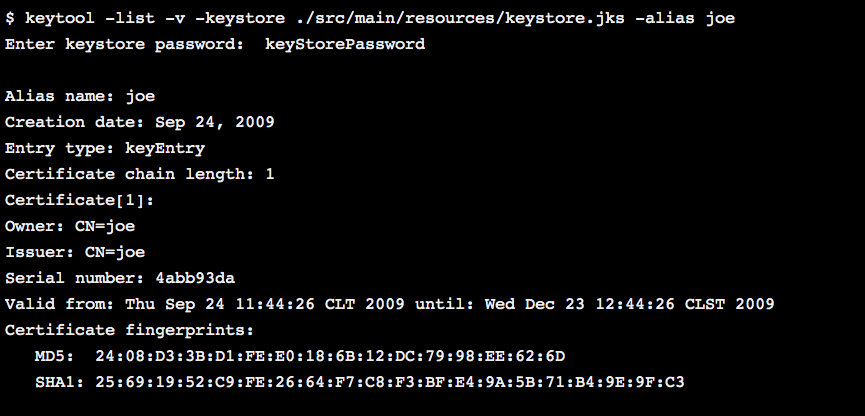 $ keytool -list -v -keystore ./src/main/resources/keystore.jks -alias joe
Enter keystore password:  keyStorePassword
Alias name: joe
Creation date: Sep 24, 2009
Entry type: keyEntry
Certificate chain length: 1
Certificate[1]:
Owner: CN=joe
Issuer: CN=joe
Serial number: 4abb93da
Valid from: Thu Sep 24 11:44:26 CLT 2009 until: Wed Dec 23 12:44:26 CLST 2009
Certificate fingerprints:
MD5:  24:08:D3:3B:D1:FE:E0:18:6B:12:DC:79:98:EE:62:6D
SHA1: 25:69:19:52:C9:FE:26:64:F7:C8:F3:BF:E4:9A:5B:71:B4:9E:9F:C3